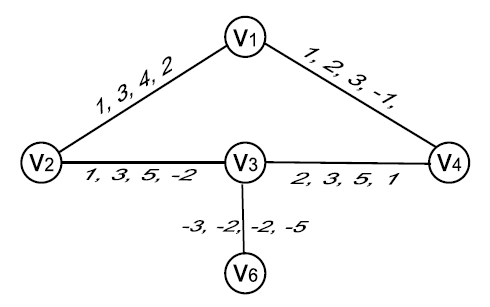 V1
1, 3, 4, 2
1, 2, 3, -1,
V2
V3
V4
1, 3, 5, -2
2, 3, 5, 1
-3, -2, -2, -5
V6